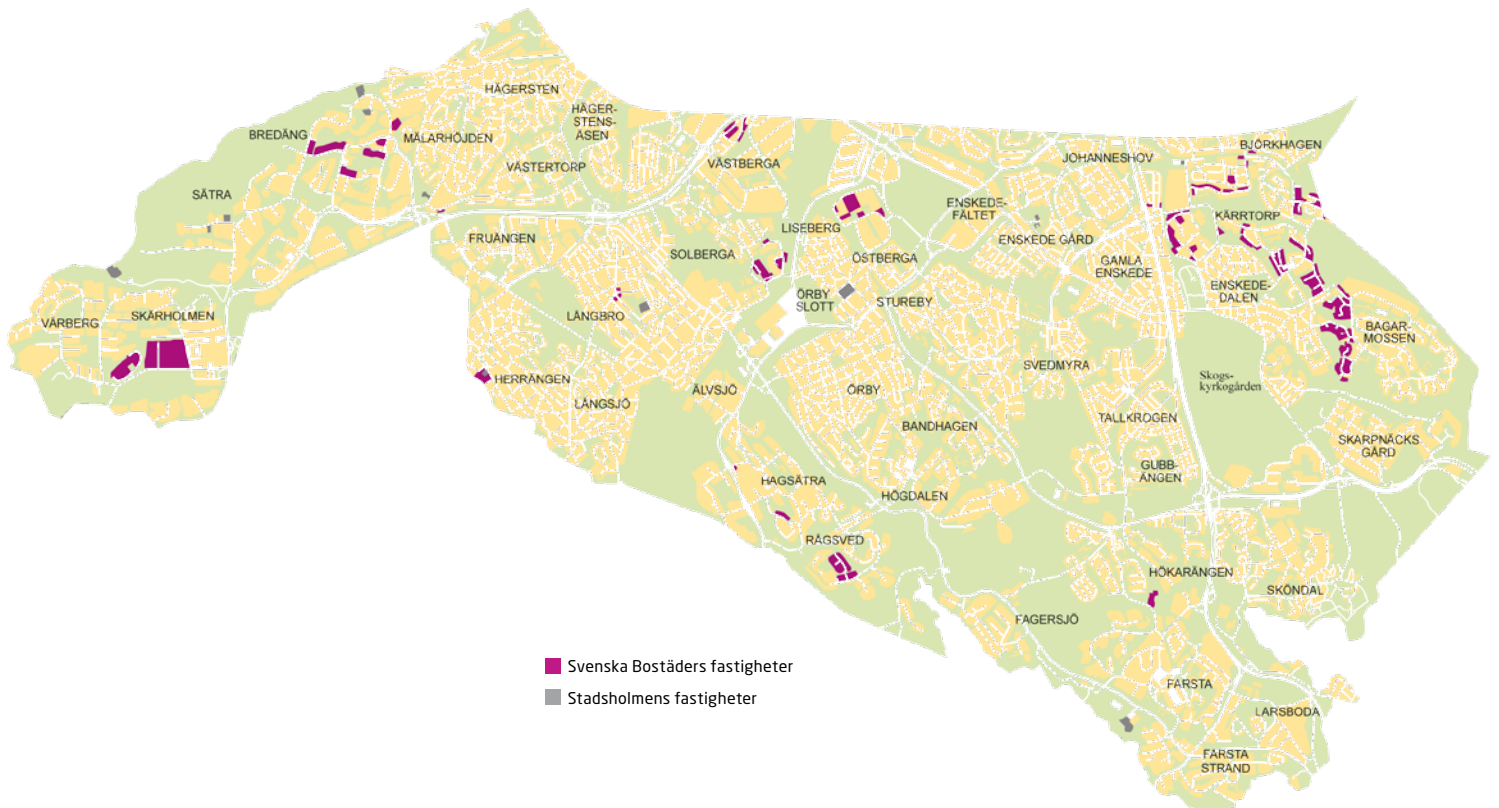 HÄGERSTEN
HÄGER-
STENS-
ÅSEN
BREDÄNG
MÄLARHÖJDEN
VÄSTERTORP
VÄSTBERGA
JOHANNESHOV
BJÖRKHAGEN
SÄTRA
ENSKEDE-
FÄLTET
KÄRRTORP
LISEBERG
ENSKEDE GÅRD
FRUÄNGEN
SOLBERGA
ÖSTBERGA
GAMLA
ENSKEDE
ENSKEDE-
DALEN
ÖRBY
SLOTT
STUREBY
VÅRBERG
SKÄRHOLMEN
LÅNGBRO
BAGAR-
MOSSEN
SVEDMYRA
Skogs-
kyrkogården
HERRÄNGEN
LÅNGSJÖ
ÄLVSJÖ
ÖRBY
TALLKROGEN
BANDHAGEN
SKARPNÄCKS
GÅRD
GUBB-
ÄNGEN
HAGSÄTRA
HÖGDALEN
RÅGSVED
HÖKARÄNGEN
SKÖNDAL
FAGERSJÖ
Svenska Bostäders fastigheter
Stadsholmens fastigheter
FARSTA
LARSBODA
FARSTA
STRAND